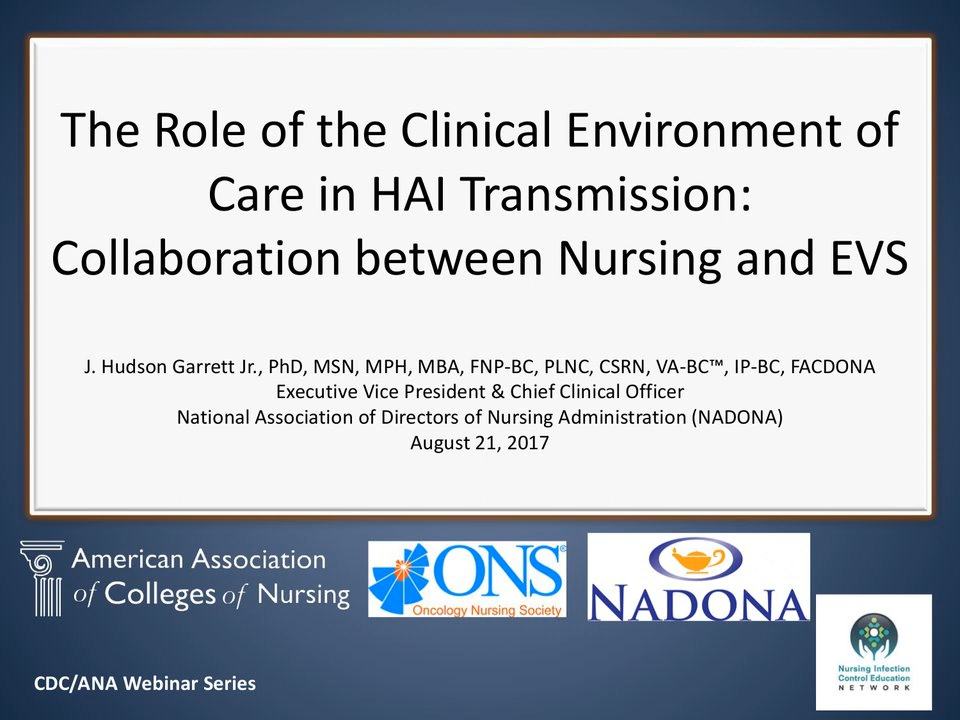 The Role of the Clinical Environment of
Care in HAI Transmission:
Collaboration between Nursing and EVS
J. Hudson Garrett Jr., PhD, MSN, MPH, MBA, FNP-BC, PLNC, CSRN, VA-BC™, IP-BC, FACDONA
Executive Vice President & Chief Clinical Officer
National Association of Directors of Nursing Administration (NADONA)
August 21, 2017
American Association
of Colleges of Nursing
ONS®
Oncology Nursing Society
NADONA
Nursing Infection
Control Education
NETWORK
CDC/ANA Webinar Series